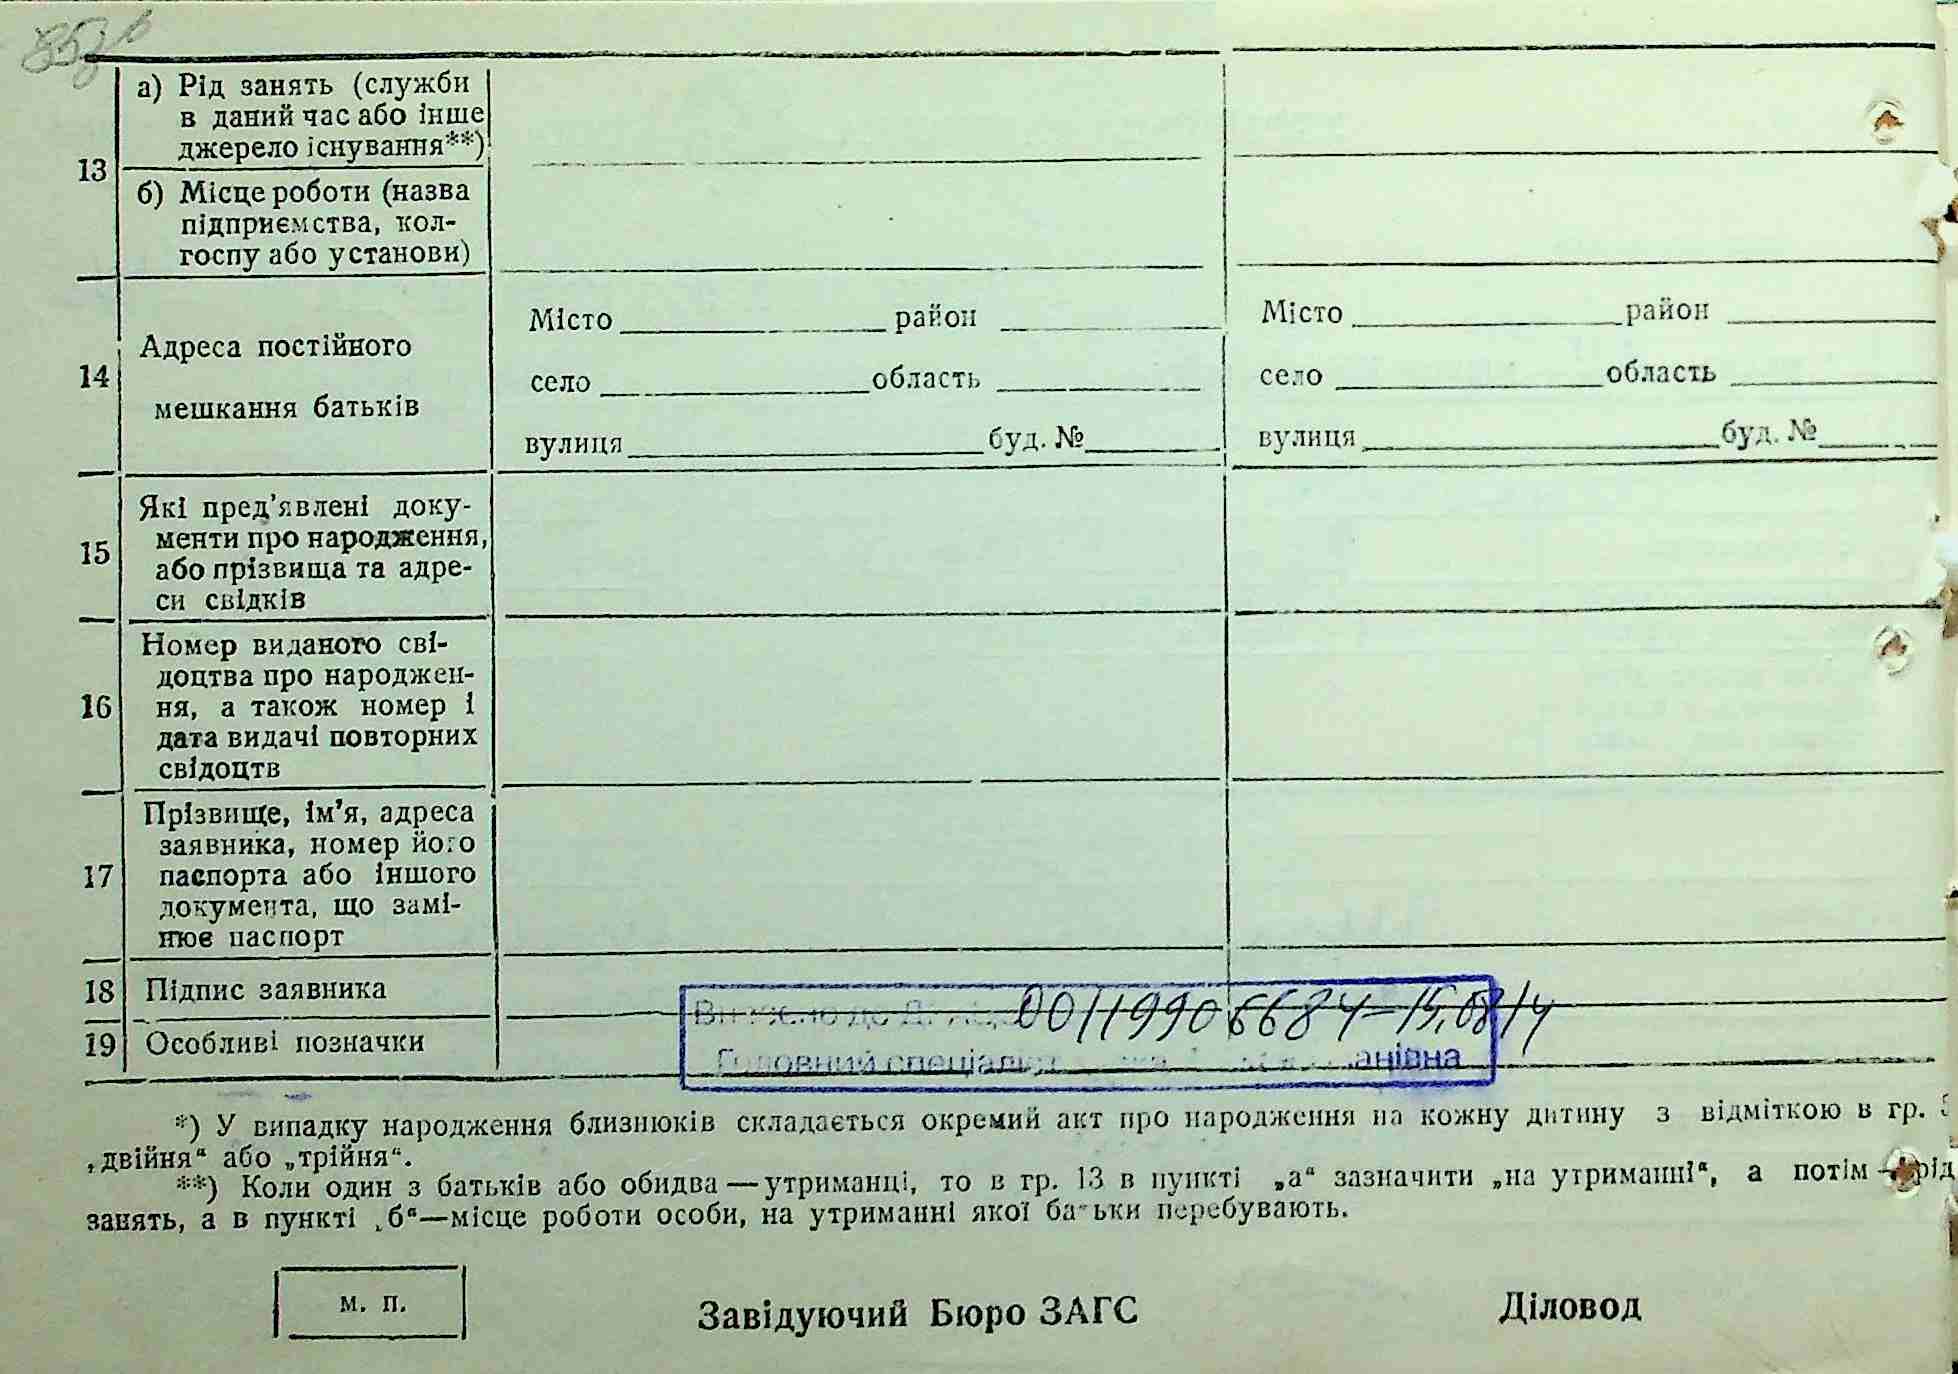 13
а) Рід занять (служби
в даний час або інше
джерело існування**)
б) Місце роботи (назва
підприємства, кол-
госпу або установи)
14
Адреса постійного
мешкання батьків
Місто район
село область
вулиця буд. №
Місто район
село область
вулиця буд. №
15
Які пред’явлені доку-
менти про народження,
або прізвища та адре-
си свідків
16
Номер виданого сві-
доцтва про народжен-
ня, а також номер і
дата видачі повторних
свідоцтв
17
Прізвище, ім’я, адреса
заявника, номер його
паспорта або іншого
документа, що замі-
нює паспорт
18 Підпис заявника
00119906684-15.08.14
19 Особливі позначки
Головний спеціаліст
*) У випадку народження близнюків складається окремий акт про народження на кожну дитину з відміткою в гр.
„двійня“ або „трійня“.
**) Коли один з батьків або обидва — утриманці, то в гр. 13 в пункті „а“ зазначити „на утриманні“, а потім — рід
занять, а в пункті „б“—місце роботи особи, на утриманні якої батьки перебувають.
м. п.
Завідуючий Бюро ЗАГС
Діловод